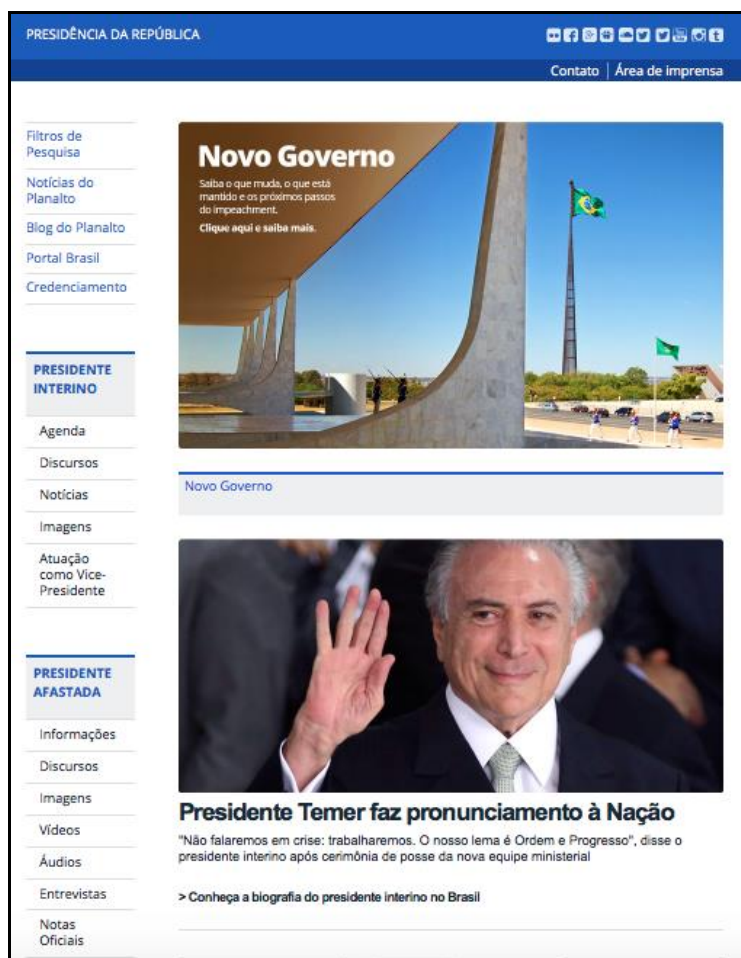 PRESIDÊNCIA DA REPÚBLICA
Contato | Área de imprensa
Filtros de
Pesquisa
Notícias do
Planalto
Blog do Planalto
Portal Brasil
Credenciamento
Novo Governo
Saiba o que muda, o que está
mantido e os próximos passos
do impeachment.
Clique aqui e saiba mais.
PRESIDENTE
INTERINO
Agenda
Discursos
Notícias
Imagens
Atuação
como Vice-
Presidente
Novo Governo
PRESIDENTE
AFASTADA
Informações
Discursos
Imagens
Vídeos
Áudios
Entrevistas
Notas
Oficiais
Presidente Temer faz pronunciamento à Nação
"Não falaremos em crise: trabalharemos. O nosso lema é Ordem e Progresso", disse o
presidente interino após cerimônia de posse da nova equipe ministerial
> Conheça a biografia do presidente interino no Brasil